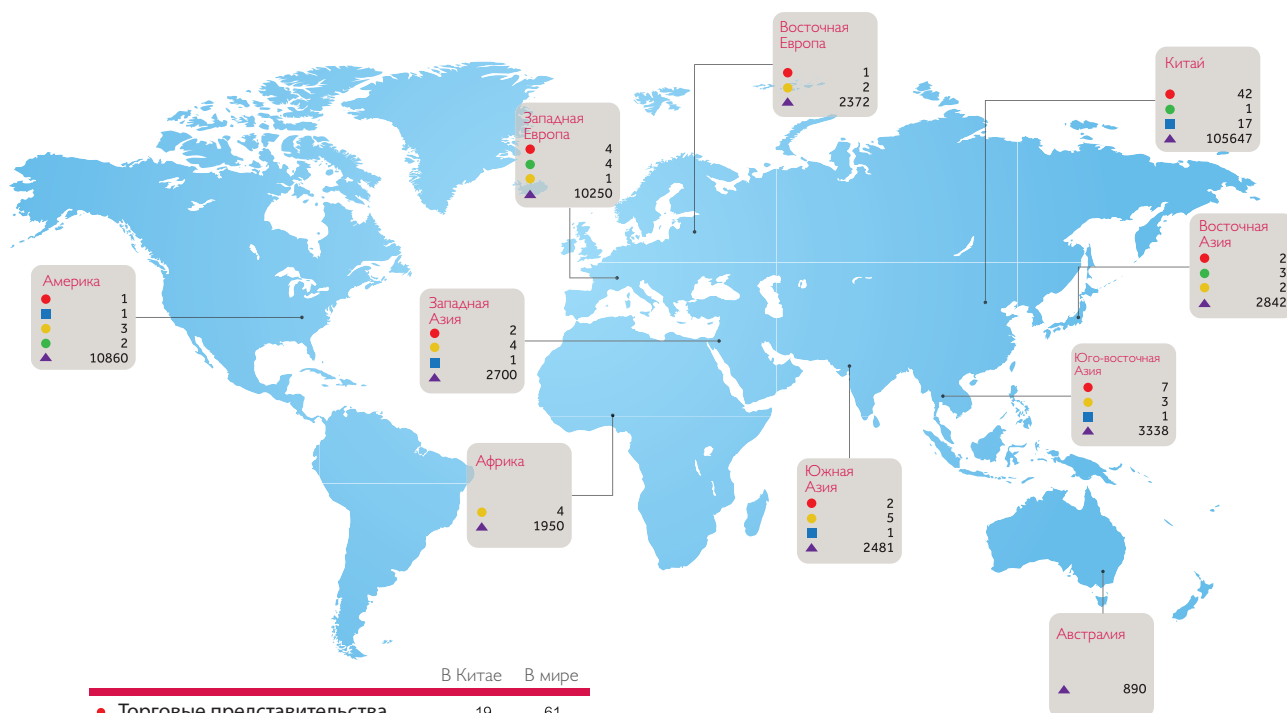 Восточная
Европа
1
2
2372
Китай
42
1
17
105647
Западная
Европа
4
4
1
10250
Восточная
Азия
2
3
2
2842
Америка
1
1
3
2
10860
Западная
Азия
2
4
1
2700
Юго-восточная
Азия
7
3
1
3338
Африка
4
1950
Южная
Азия
2
5
1
2481
Австралия
890
В Китае В мире
Торговые представительства 19 61